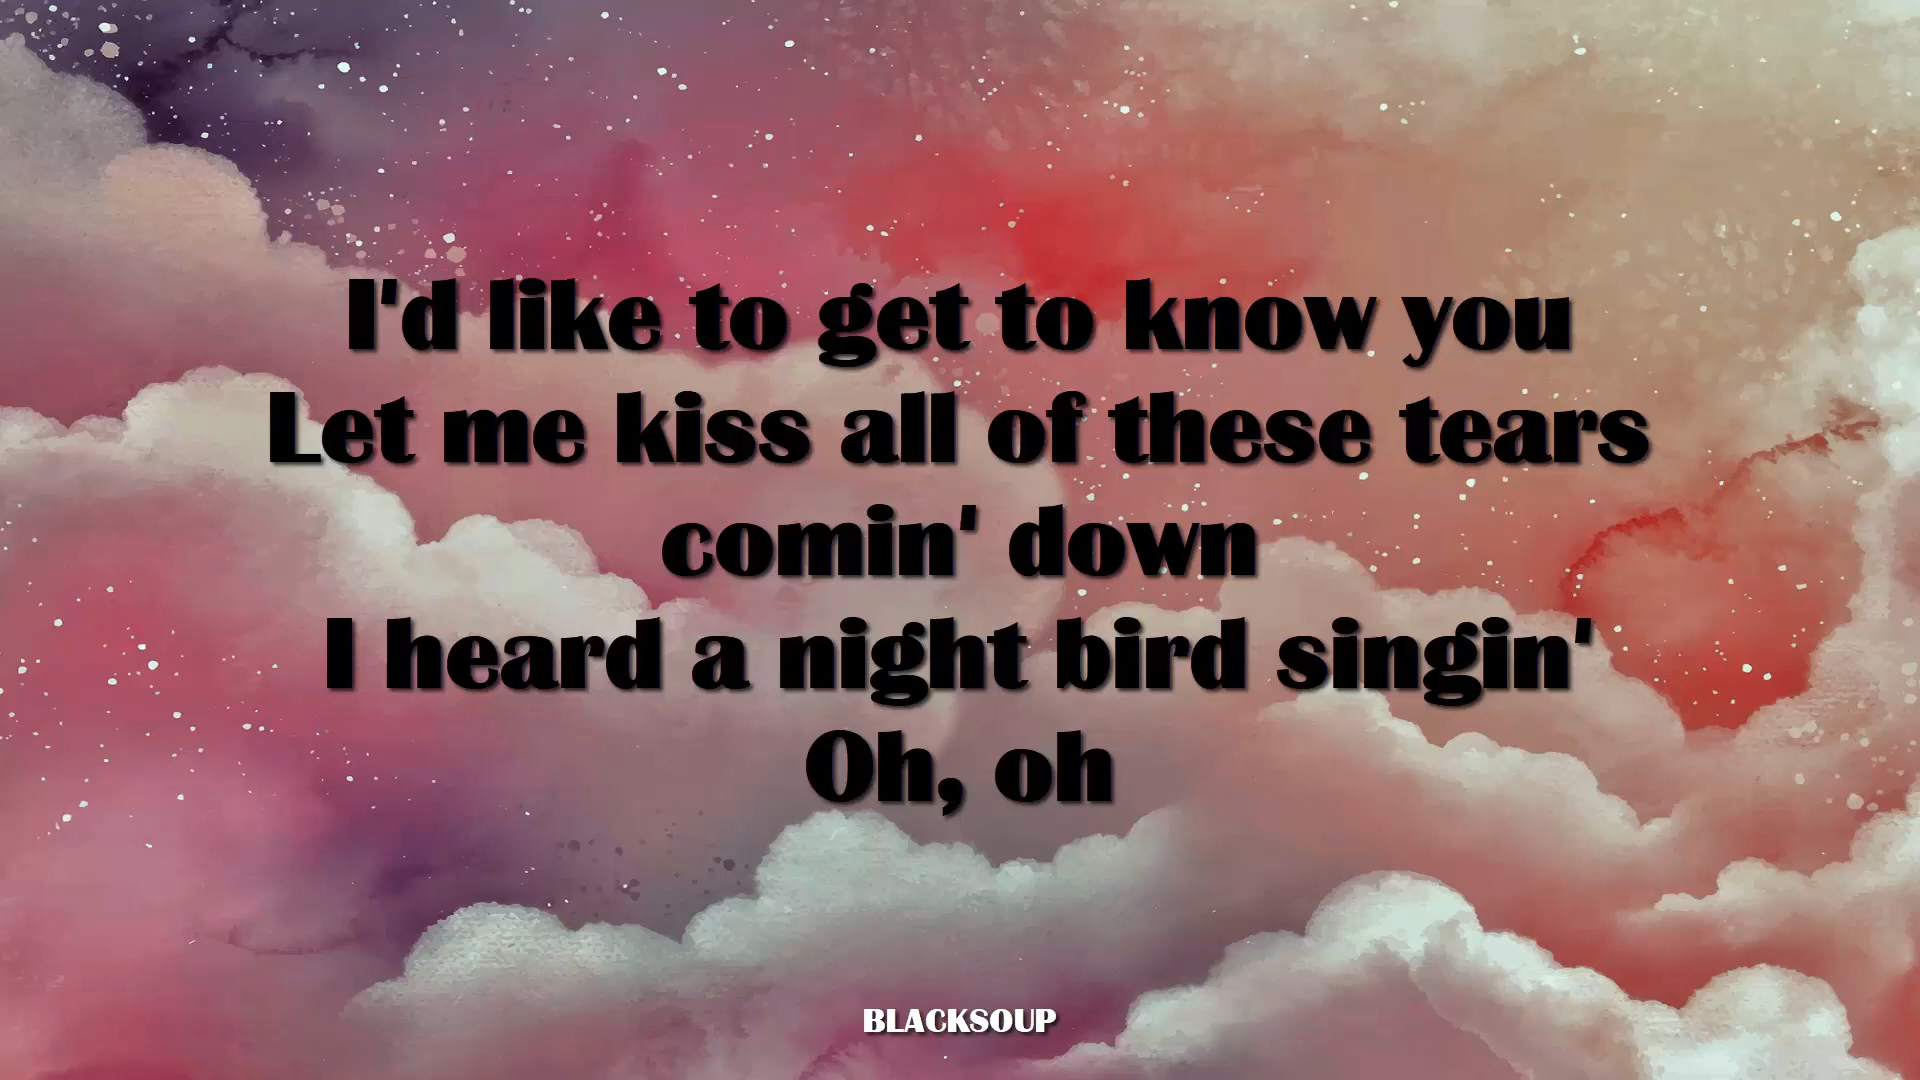 I'd like to get to know you
Let me kiss all of these tears
comin' down
I heard a night bird singin'
Oh, oh
BLACKSOUP